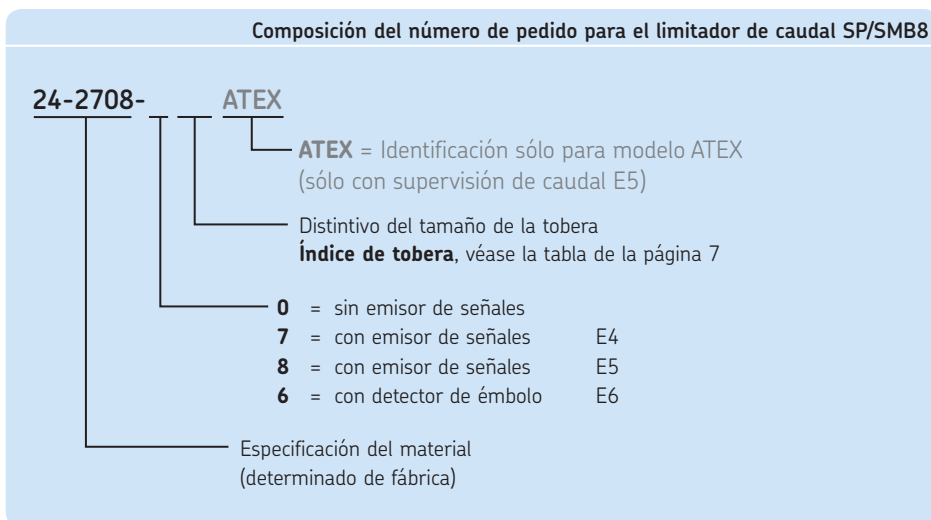 Composición del número de pedido para el limitador de caudal SP/SMB8
24-2708- _ _ ATEX
ATEX = Identificación sólo para modelo ATEX
(sólo con supervisión de caudal E5)
Distintivo del tamaño de la tobera
Índice de tobera, véase la tabla de la página 7
0 = sin emisor de señales
7 = con emisor de señales E4
8 = con emisor de señales E5
6 = con detector de émbolo E6
Especificación del material
(determinado de fábrica)